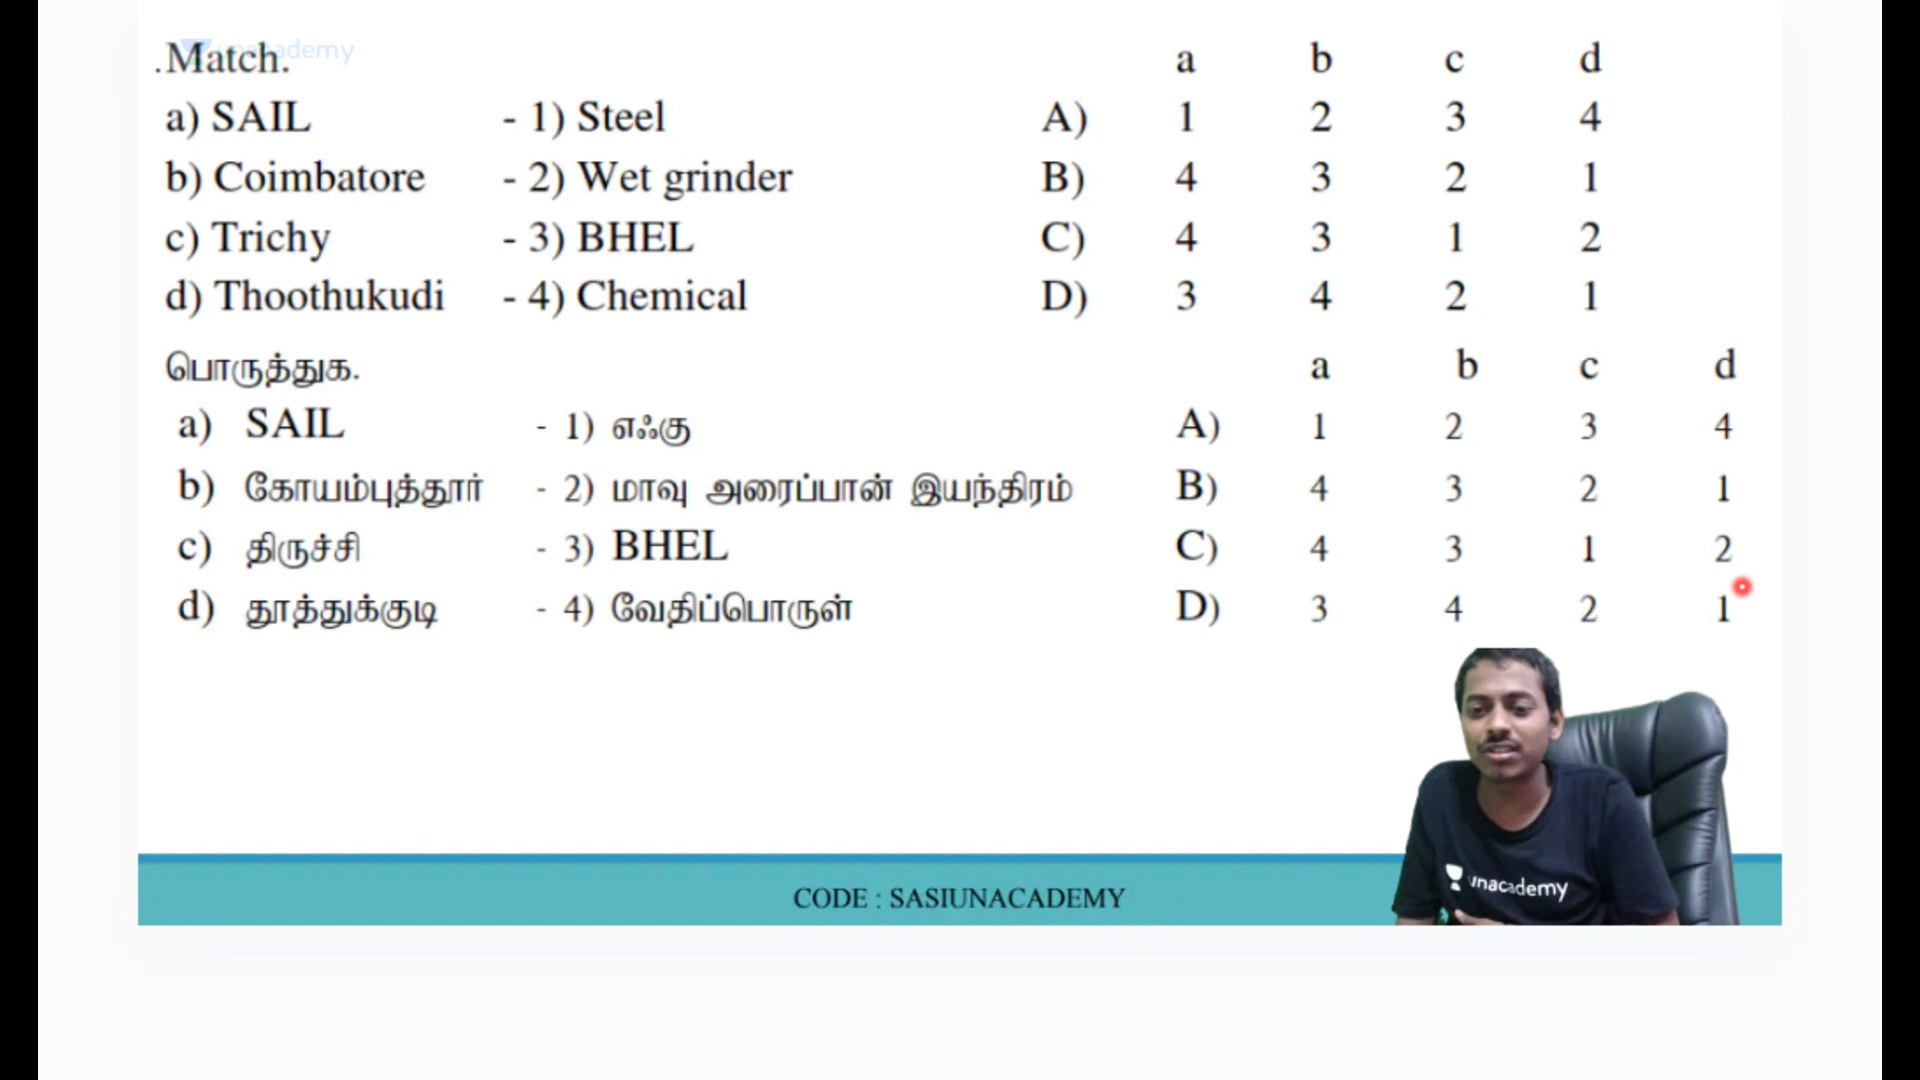 unacademy
.Match. a b c d
a) SAIL - 1) Steel A) 1 2 3 4
b) Coimbatore - 2) Wet grinder B) 4 3 2 1
c) Trichy - 3) BHEL C) 4 3 1 2
d) Thoothukudi - 4) Chemical D) 3 4 2 1
பொருத்துக. a b c d
a) SAIL - 1) எஃகு A) 1 2 3 4
b) கோயம்புத்தூர் - 2) மாவு அரைப்பான் இயந்திரம் B) 4 3 2 1
c) திருச்சி - 3) BHEL C) 4 3 1 2
d) தூத்துக்குடி - 4) வேதிப்பொருள் D) 3 4 2 1
unacademy
CODE : SASIUNACADEMY